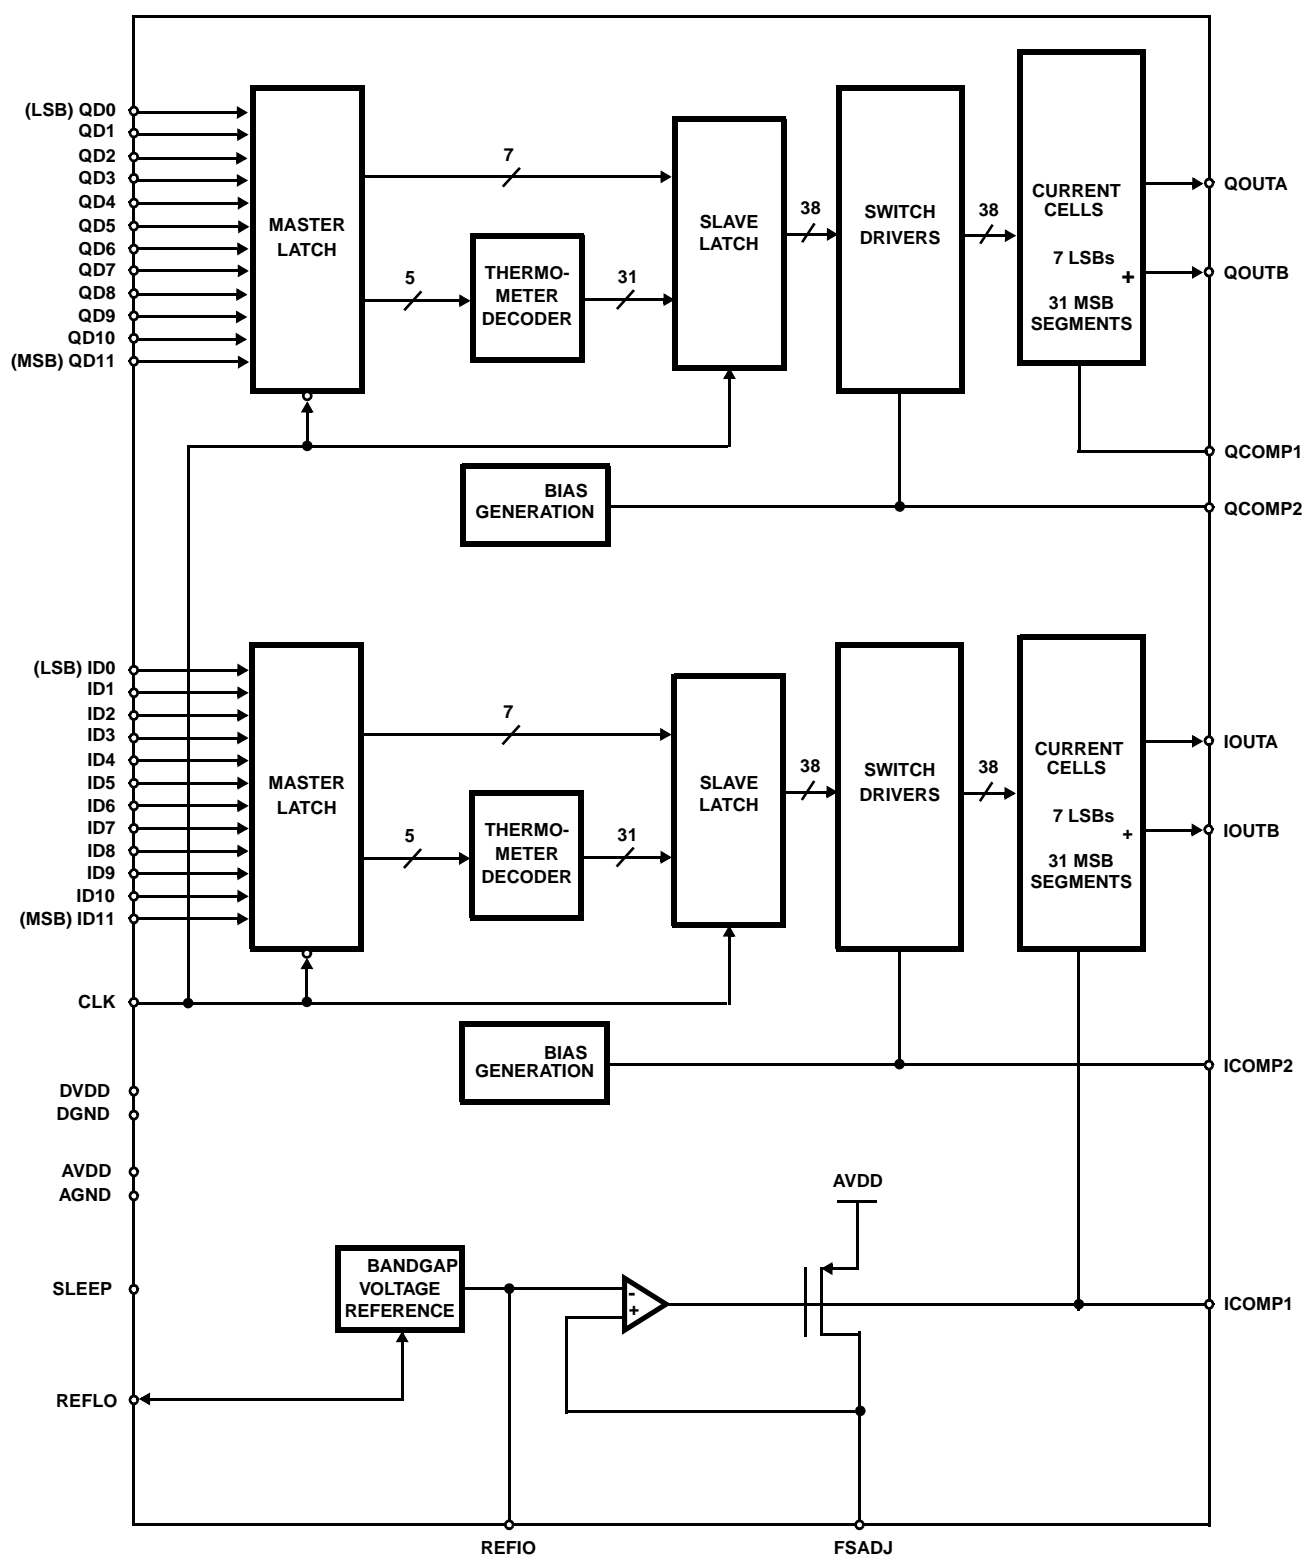 (LSB) QD0
QD1
QD2
QD3
QD4
QD5
QD6
QD7
QD8
QD9
QD10
(MSB) QD11
MASTER
LATCH
7
5
THERMO-
METER
DECODER
31
SLAVE
LATCH
38
SWITCH
DRIVERS
38
CURRENT
CELLS
7 LSBs
+
31 MSB
SEGMENTS
QOUTA
QOUTB
QCOMP1
QCOMP2
BIAS
GENERATION
(LSB) ID0
ID1
ID2
ID3
ID4
ID5
ID6
ID7
ID8
ID9
ID10
(MSB) ID11
MASTER
LATCH
7
5
THERMO-
METER
DECODER
31
SLAVE
LATCH
38
SWITCH
DRIVERS
38
CURRENT
CELLS
7 LSBs
+
31 MSB
SEGMENTS
IOUTA
IOUTB
CLK
BIAS
GENERATION
ICOMP2
DVDD
DGND
AVDD
AGND
AVDD
SLEEP
BANDGAP
VOLTAGE
REFERENCE
-
+
ICOMP1
REFLO
REFIO
FSADJ